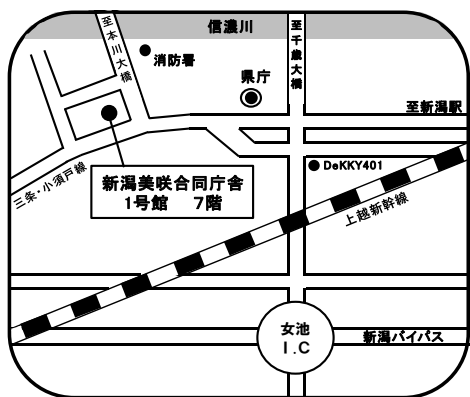 信濃川
至本川大橋
至千歳大橋
消防署
県庁
至新潟駅
新潟美咲合同庁舎
1号館 7階
DeKKY401
三条・小須戸線
上越新幹線
女池
I.C
新潟バイパス